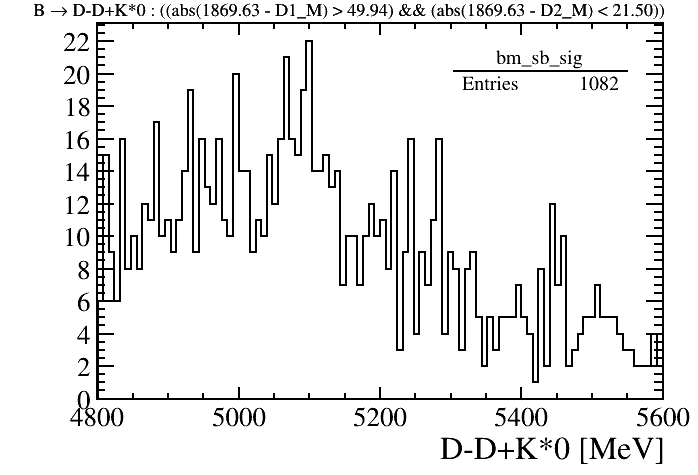 B → D-D+K*0 : ((abs(1869.63 - D1_M) > 49.94) && (abs(1869.63 - D2_M) < 21.50))
bm_sb_sig
Entries 1082
22
20
18
16
14
12
10
8
6
4
2
0
4800 5000 5200 5400 5600
D-D+K*0 [MeV]